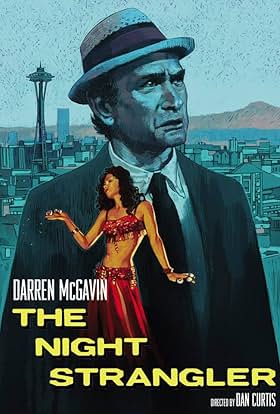 DARREN McGAVIN
THE
NIGHT
STRANGLER
DIRECTED BY DAN CURTIS